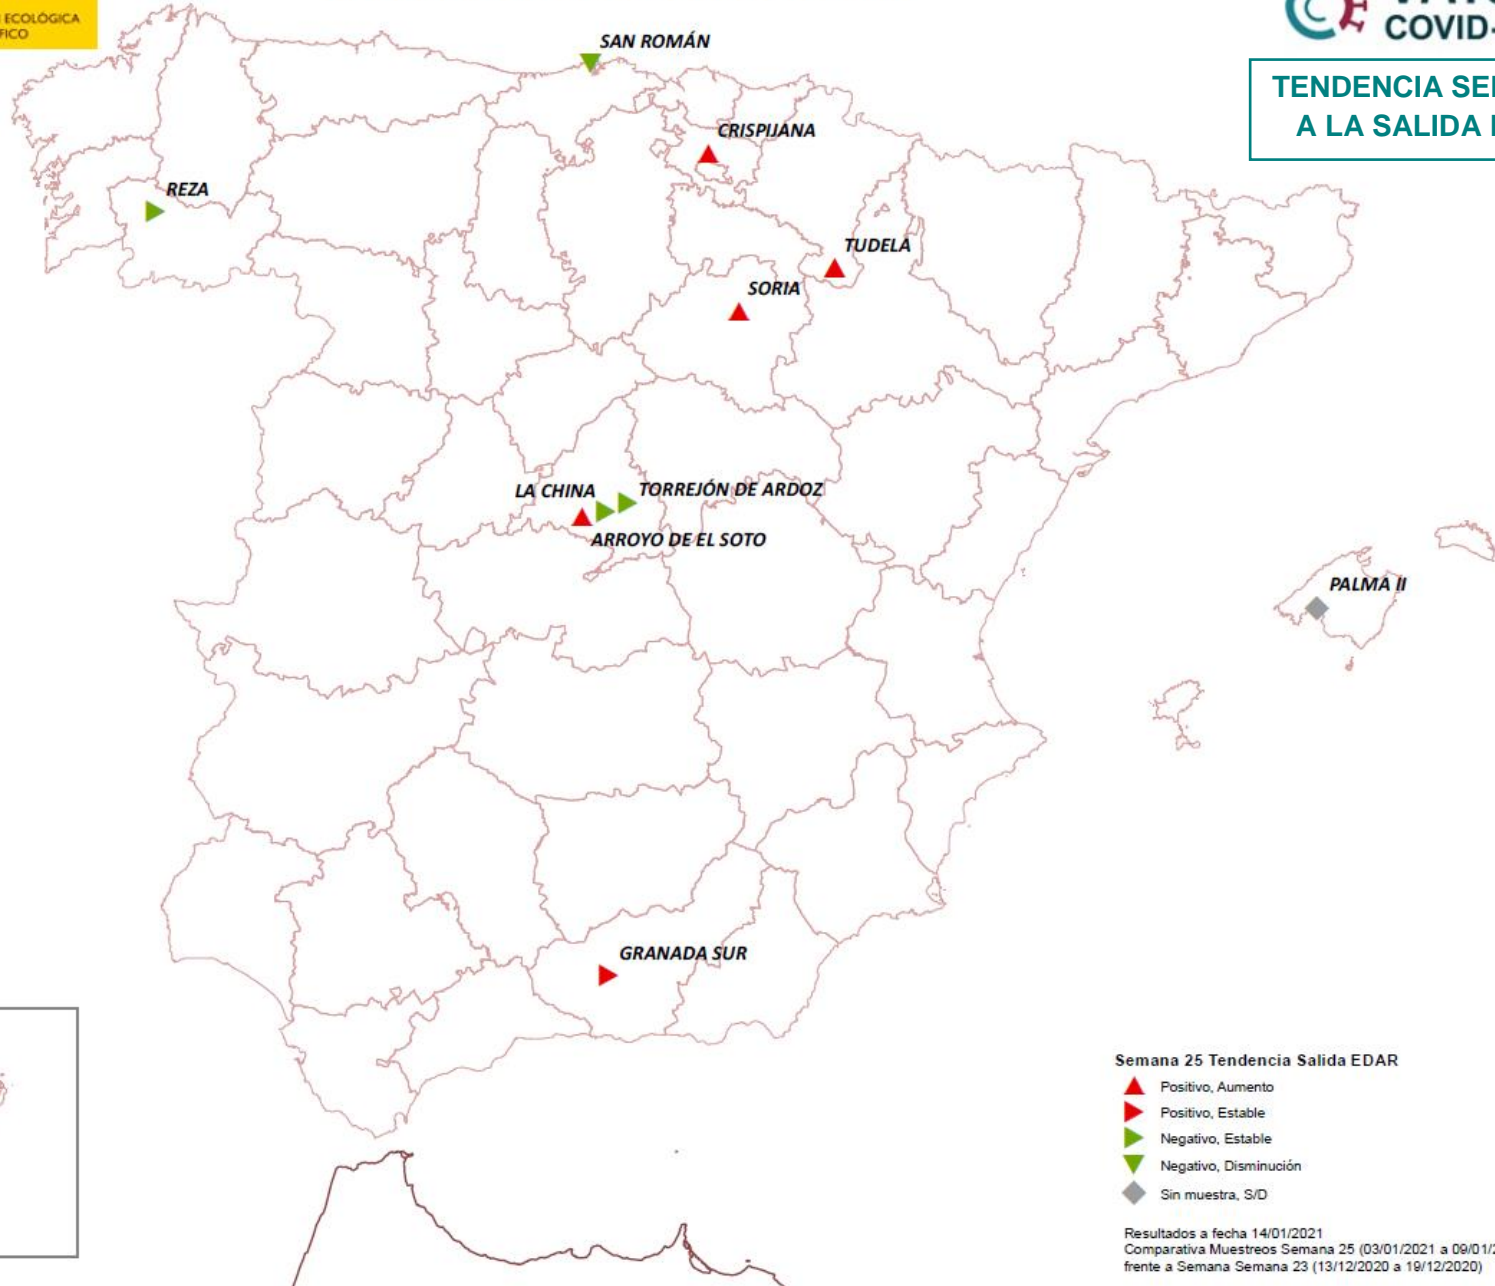 ECOLÓGICA
COVID-
TENDENCIA
A LA SALIDA
SAN ROMÁN
CRISPIJANA
REZA
TUDELA
SORIA
LA CHINA
TORREJÓN DE ARDOZ
ARROYO DE EL SOTO
PALMA II
GRANADA SUR
Semana 25 Tendencia Salida EDAR
Positivo, Aumento
Positivo, Estable
Negativo, Estable
Negativo, Disminución
Sin muestra, S/D
Resultados a fecha 14/01/2021
Comparativa Muestreos Semana 25 (03/01/2021 a 09/01/2
frente a Semana Semana 23 (13/12/2020 a 19/12/2020)